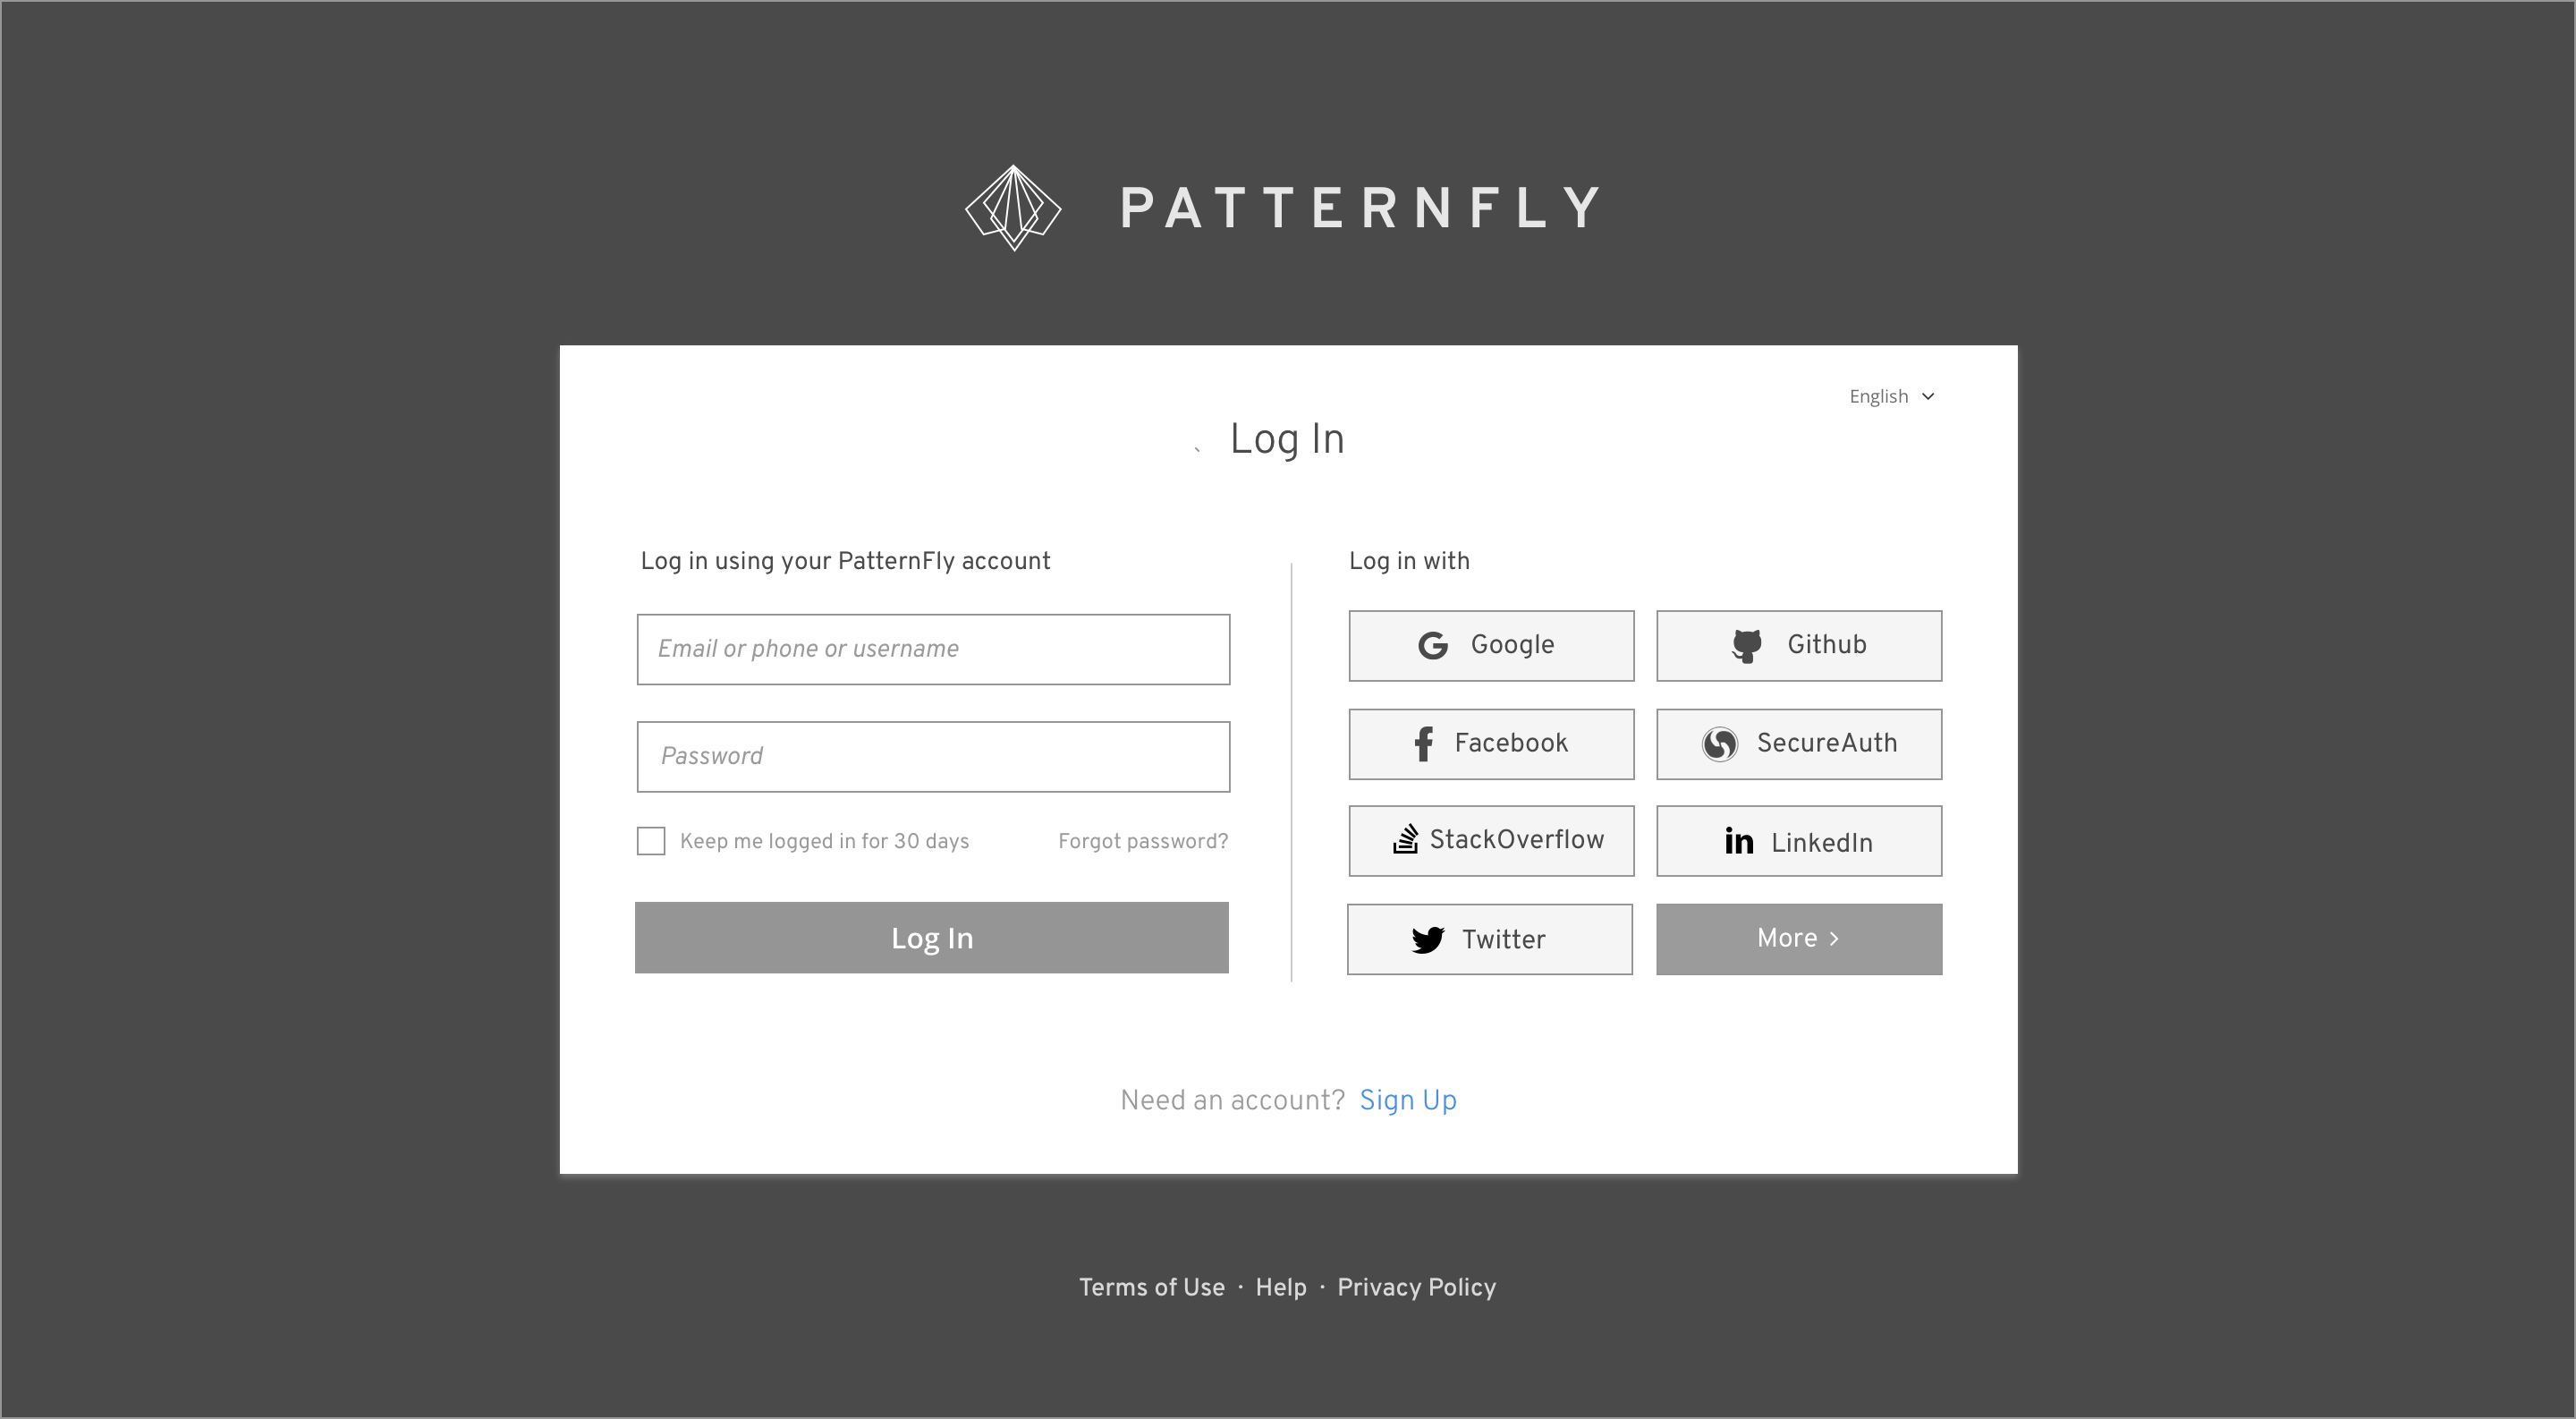 PATTERNFLY
English
` Log In
Log in using your PatternFly account
Email or phone or username
Password
Keep me logged in for 30 days
Forgot password?
Log In
Log in with
Google
Github
Facebook
SecureAuth
StackOverflow
LinkedIn
Twitter
More >
Need an account? Sign Up
Terms of Use · Help · Privacy Policy